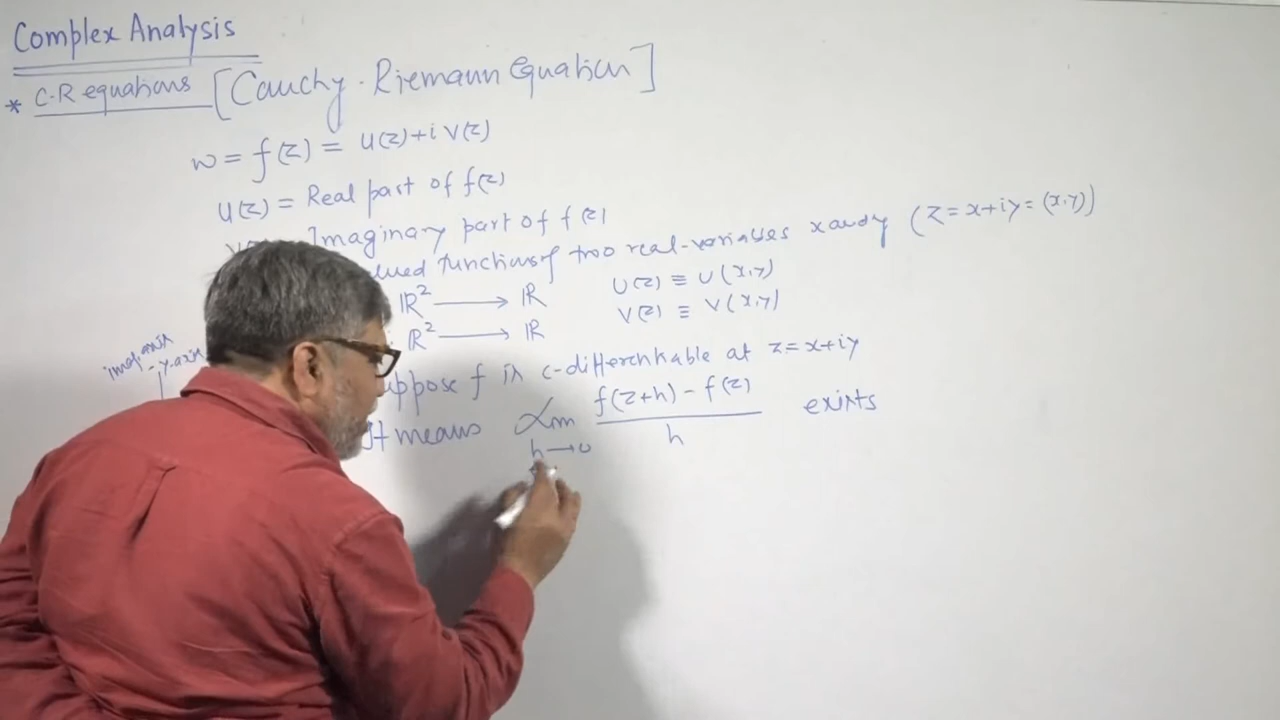 Complex Analysis
* C-R equations [Cauchy-Riemann Equation]
w = f(z) = u(z) + i v(z)
u(z) = Real part of f(z)
Imaginary part of f(z)
functions of two real-variables x and y (z = x+iy = (x,y))
ℝ² ⟶ ℝ u(z) ≡ u(x,y)
ℝ² ⟶ ℝ v(z) ≡ v(x,y)
imag. axis
y-axis
f is c-differentiable at z = x+iy
It means Lim f(z+h) - f(z) / h exists
h → 0